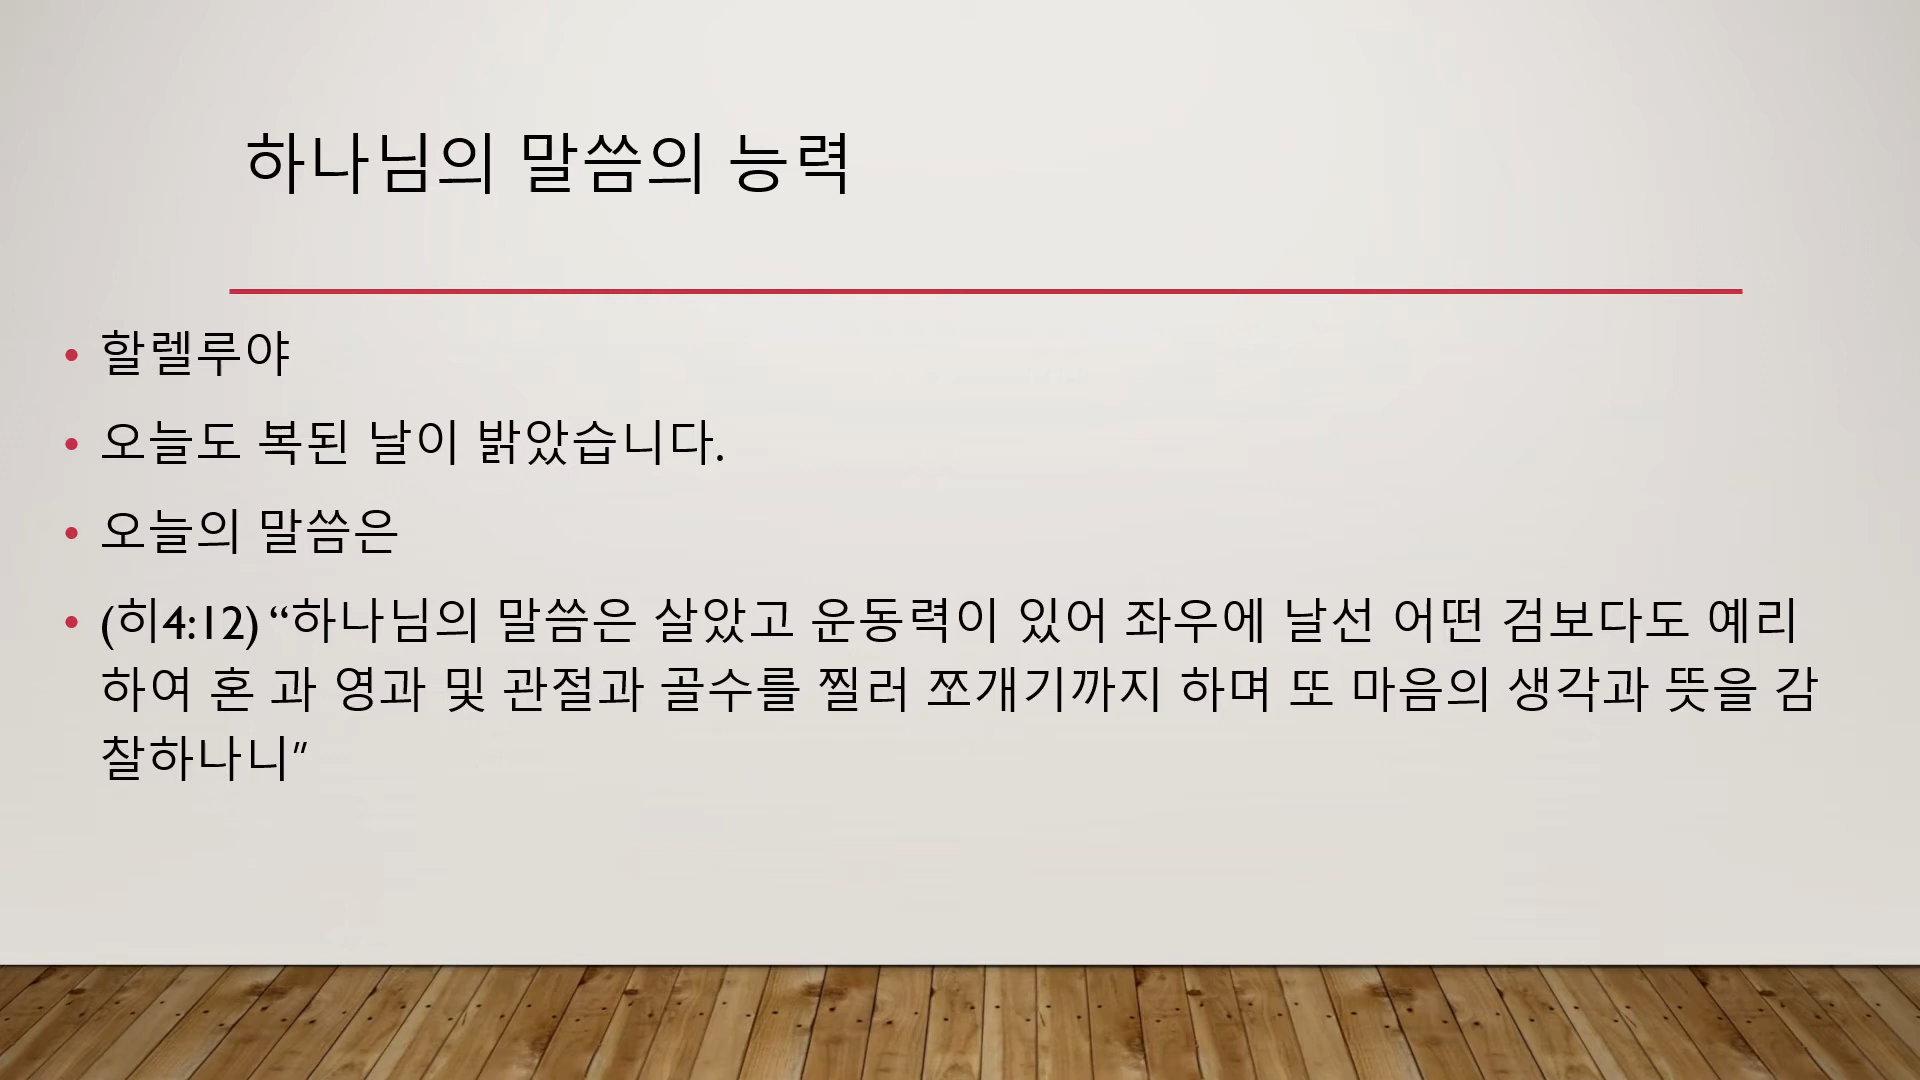 하나님의 말씀의 능력
• 할렐루야
• 오늘도 복된 날이 밝았습니다.
• 오늘의 말씀은
• (히4:12) “하나님의 말씀은 살았고 운동력이 있어 좌우에 날선 어떤 검보다도 예리
하여 혼 과 영과 및 관절과 골수를 찔러 쪼개기까지 하며 또 마음의 생각과 뜻을 감
찰하나니”